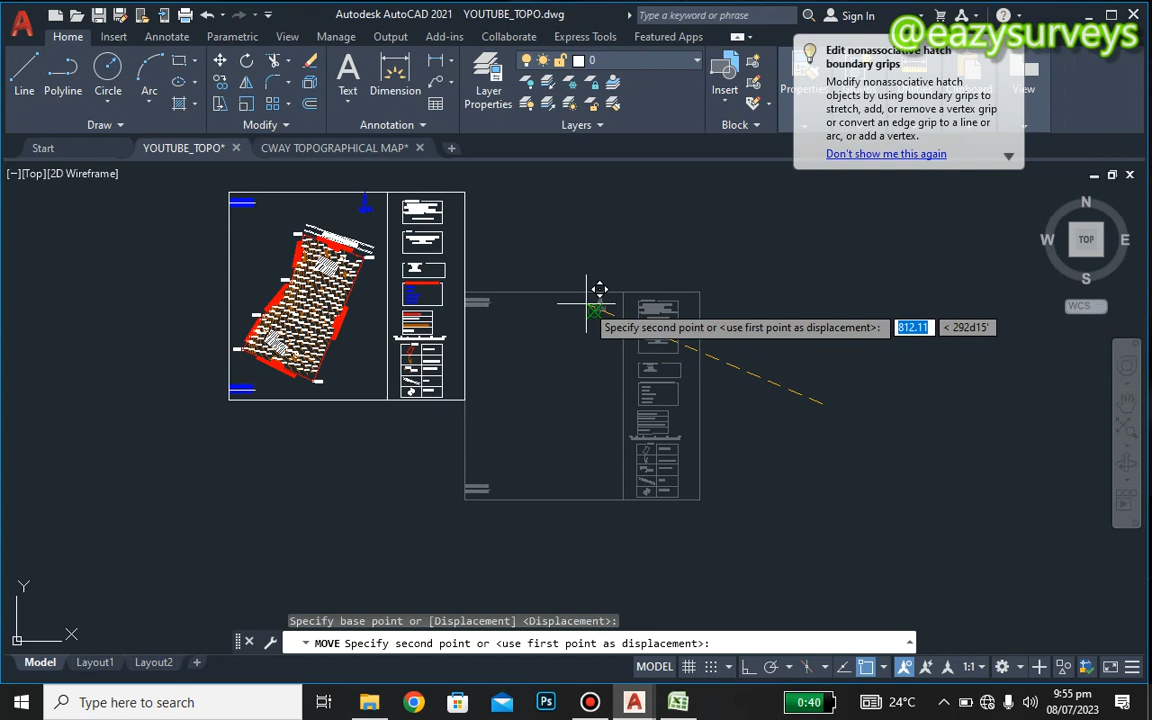 Autodesk AutoCAD 2021 YOUTUBE_TOPO.dwg
Type a keyword or phrase
Sign In
@eazysurveys
Home Insert Annotate Parametric View Manage Output Add-ins Collaborate Express Tools Featured Apps
Line Polyline Circle Arc
Text Dimension
Layer
Properties
0
Insert
Draw Modify Annotation Layers Block
Edit nonassociative hatch
boundary grips
Modify nonassociative hatch
objects by using boundary grips to
stretch, add, or remove a vertex grip
or convert an edge grip to a line or
arc, or add a vertex.
Don't show me this again
Start YOUTUBE_TOPO* CWAY TOPOGRAPHICAL MAP*
[−][Top][2D Wireframe]
N
W TOP E
S
WCS
Specify second point or <use first point as displacement>: 812.11 < 292d15'
Y
X
Specify base point or [Displacement] <Displacement>:
MOVE Specify second point or <use first point as displacement>:
Model Layout1 Layout2
MODEL 1:1
Type here to search
Ps
0:40
24°C
9:55 pm
08/07/2023